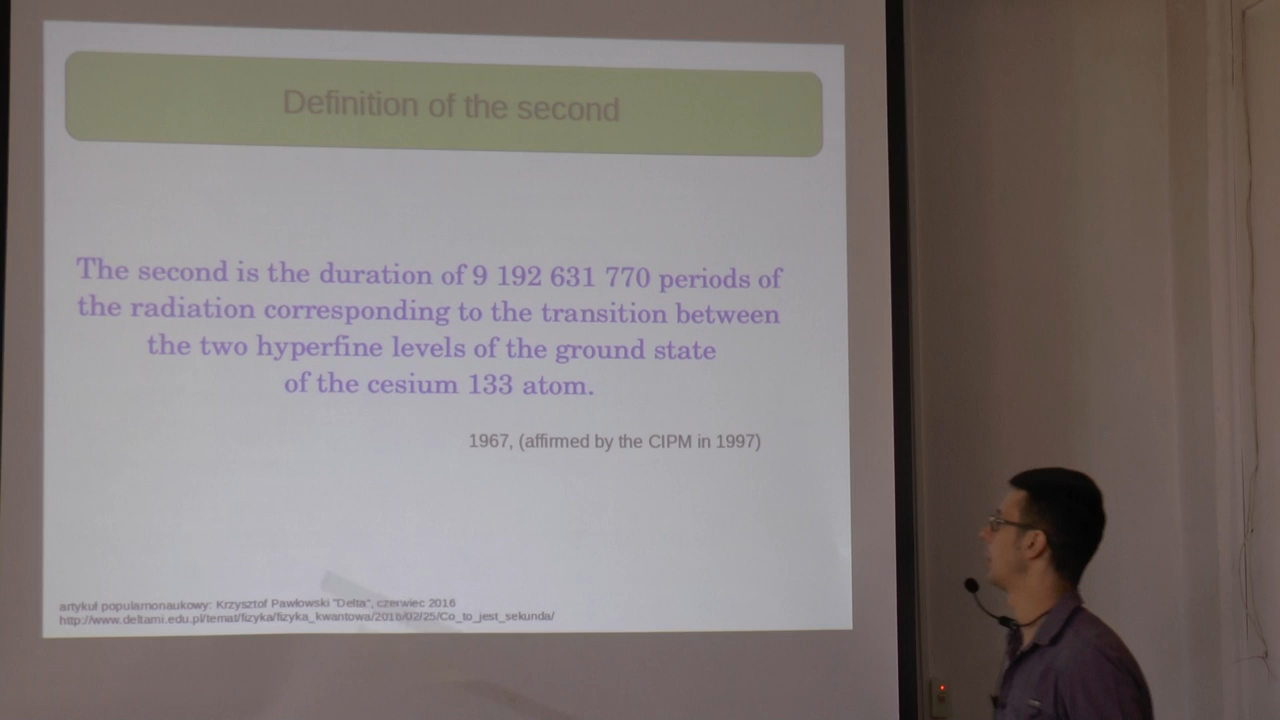 Definition of the second
The second is the duration of 9 192 631 770 periods of
the radiation corresponding to the transition between
the two hyperfine levels of the ground state
of the cesium 133 atom.
1967, (affirmed by the CIPM in 1997)
artykuł popularnonaukowy: Krzysztof Pawłowski "Delta", czerwiec 2016
http://www.deltami.edu.pl/temat/fizyka/fizyka_kwantowa/2016/02/25/Co_to_jest_sekunda/